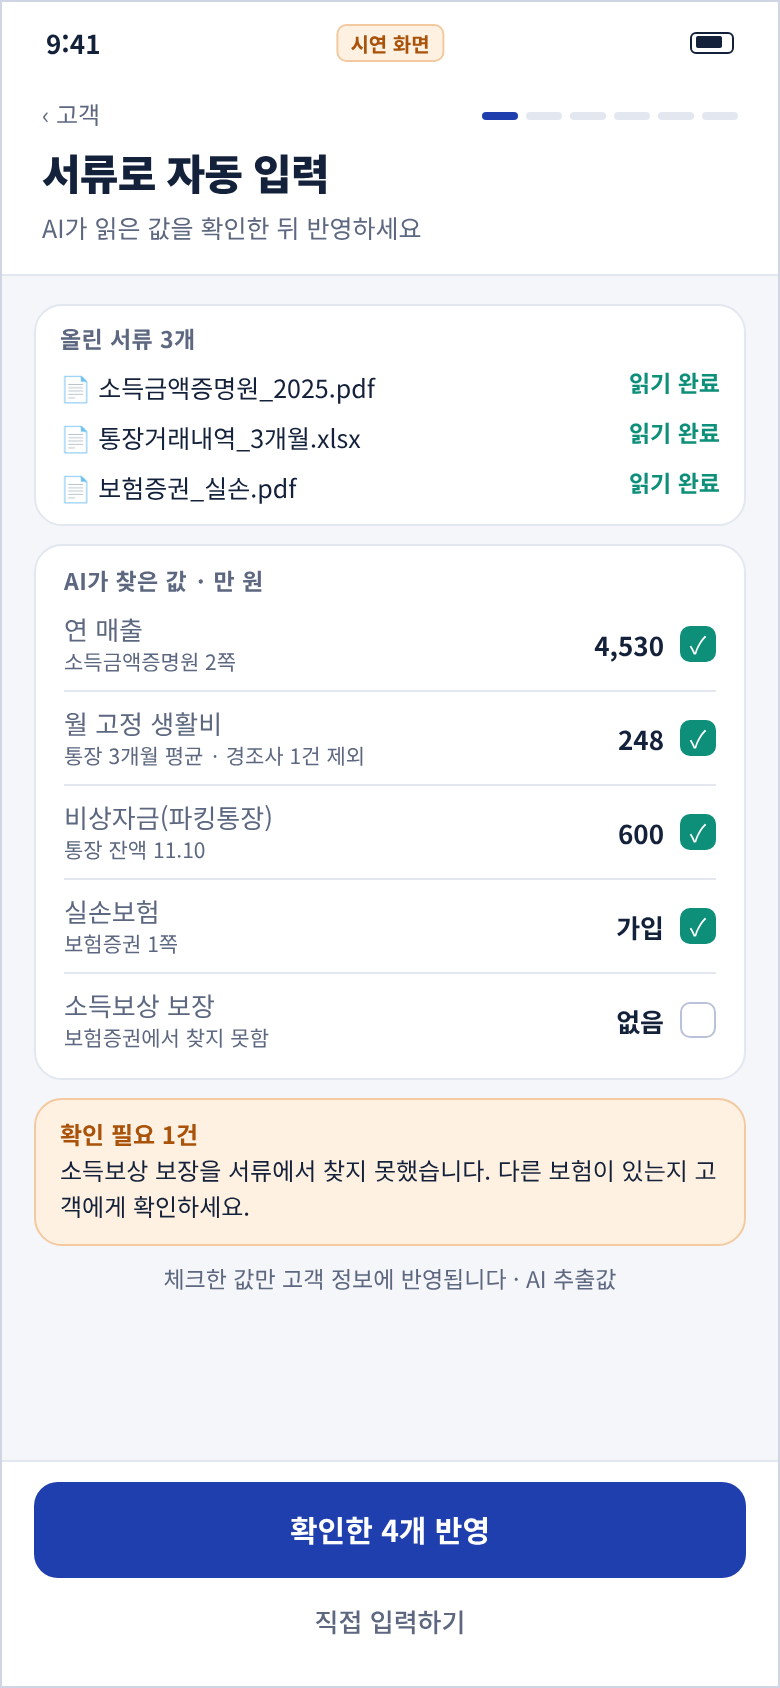 9:41
시연 화면
‹ 고객
서류로 자동 입력
AI가 읽은 값을 확인한 뒤 반영하세요
올린 서류 3개
소득금액증명원_2025.pdf 읽기 완료
통장거래내역_3개월.xlsx 읽기 완료
보험증권_실손.pdf 읽기 완료
AI가 찾은 값 · 만 원
연 매출
소득금액증명원 2쪽
4,530 ✓
월 고정 생활비
통장 3개월 평균 · 경조사 1건 제외
248 ✓
비상자금(파킹통장)
통장 잔액 11.10
600 ✓
실손보험
보험증권 1쪽
가입 ✓
소득보상 보장
보험증권에서 찾지 못함
없음
확인 필요 1건
소득보상 보장을 서류에서 찾지 못했습니다. 다른 보험이 있는지 고
객에게 확인하세요.
체크한 값만 고객 정보에 반영됩니다 · AI 추출값
확인한 4개 반영
직접 입력하기